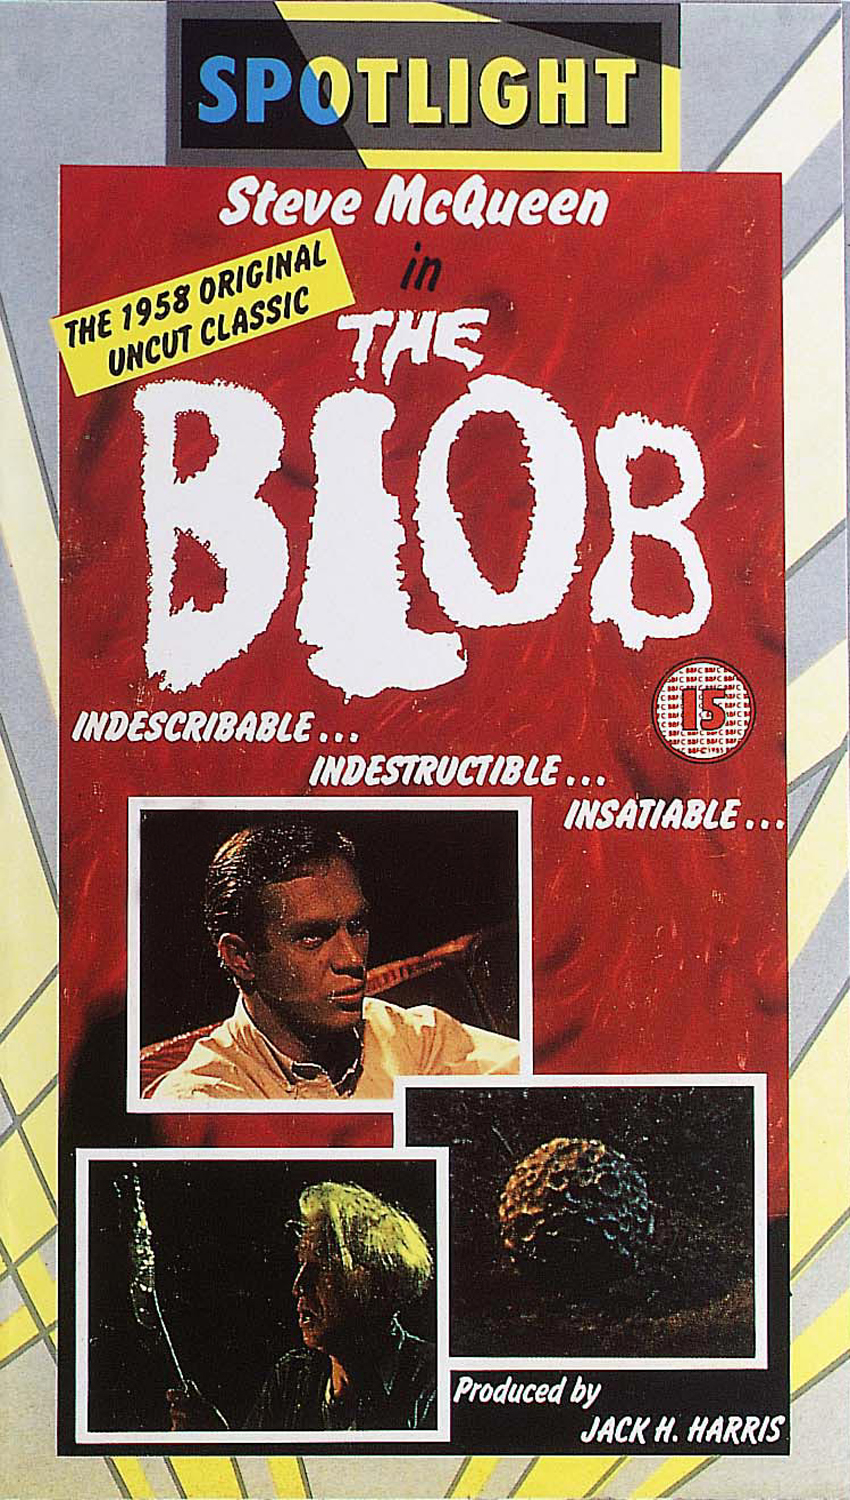 SPOTLIGHT
Steve McQueen
in
THE 1958 ORIGINAL
UNCUT CLASSIC
THE
BLOB
15
INDESCRIBABLE...
INDESTRUCTIBLE...
INSATIABLE...
Produced by
JACK H. HARRIS